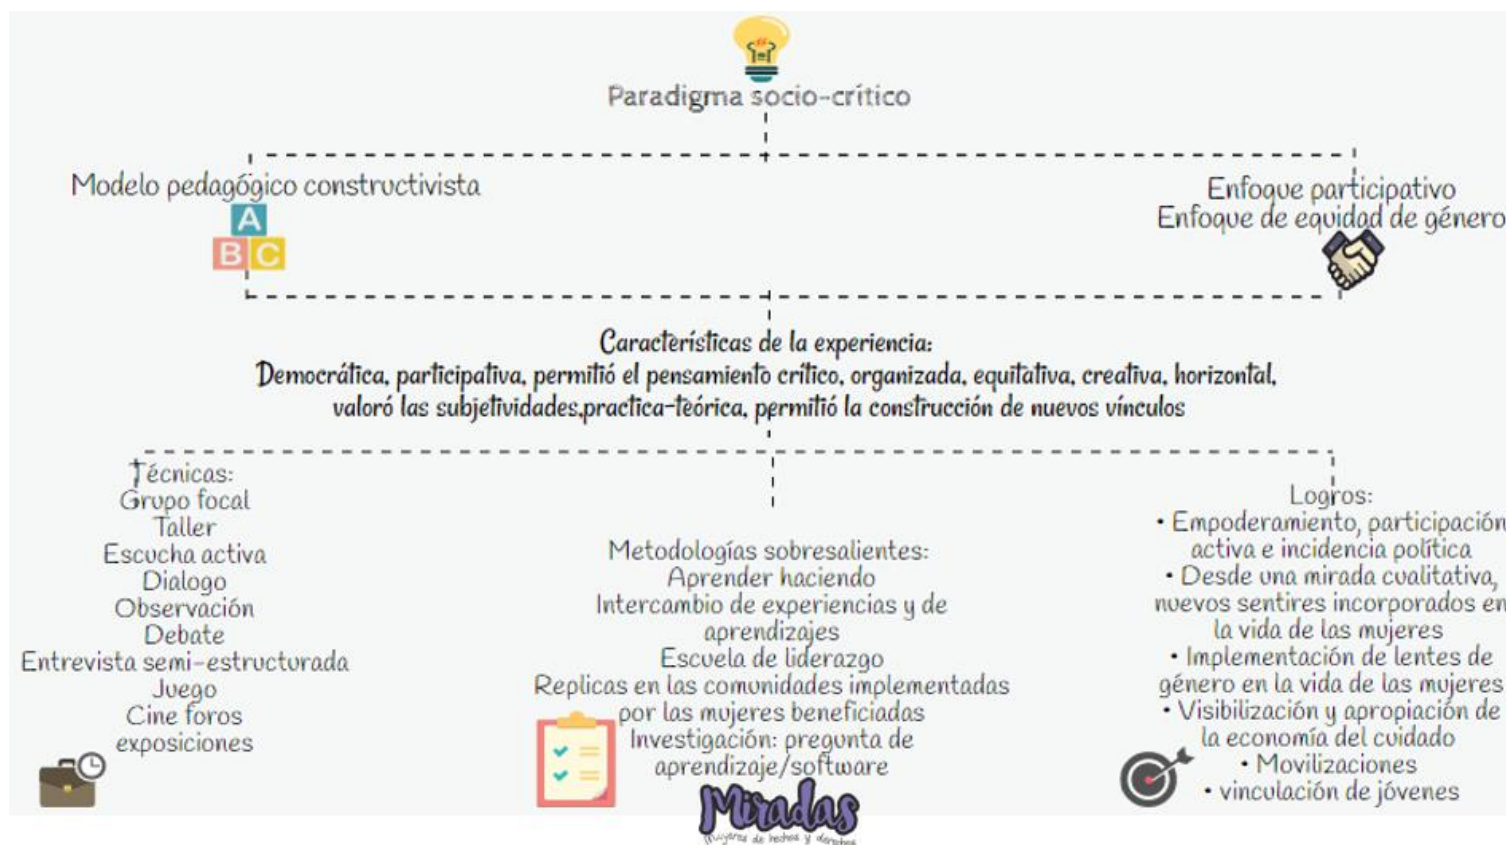 Paradigma socio-crítico
Modelo pedagógico constructivista
A
B C
Enfoque participativo
Enfoque de equidad de género
Características de la experiencia:
Democrática, participativa, permitió el pensamiento crítico, organizada, equitativa, creativa, horizontal,
valoró las subjetividades,practica-teórica, permitió la construcción de nuevos vínculos
Técnicas:
Grupo focal
Taller
Escucha activa
Dialogo
Observación
Debate
Entrevista semi-estructurada
Juego
Cine foros
exposiciones
Metodologías sobresalientes:
Aprender haciendo
Intercambio de experiencias y de
aprendizajes
Escuela de liderazgo
Replicas en las comunidades implementadas
por las mujeres beneficiadas
Investigación: pregunta de
aprendizaje/software
Logros:
• Empoderamiento, participación
activa e incidencia política
• Desde una mirada cualitativa,
nuevos sentires incorporados en
la vida de las mujeres
• Implementación de lentes de
género en la vida de las mujeres
• Visibilización y apropiación de
la economía del cuidado
• Movilizaciones
• vinculación de jóvenes
Miradas
Mujeres de hechos y derechos